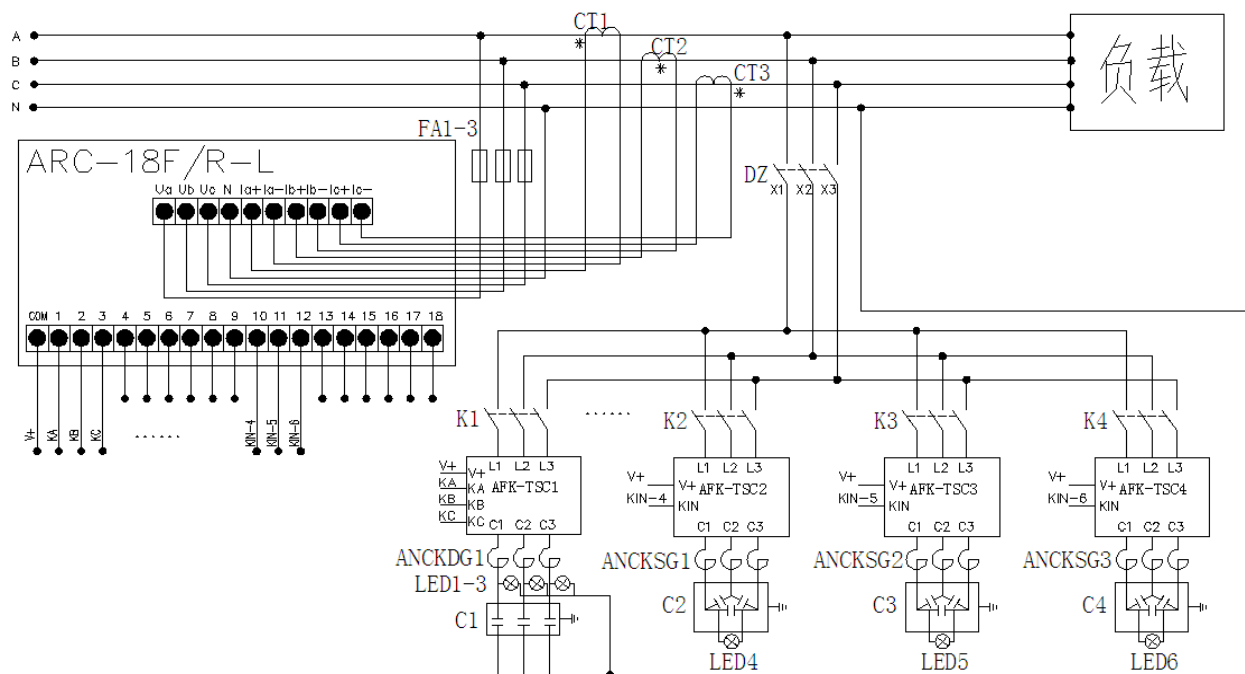 CT1
A
CT2
B
CT3
C
N
负载
FA1-3
ARC-18F/R-L
Ua Ub Uc N Ia+ Ia- Ib+ Ib- Ic+ Ic-
DZ
X1 X2 X3
COM 1 2 3 4 5 6 7 8 9 10 11 12 13 14 15 16 17 18
V+ KA KB KC ...... KIN-4 KIN-5 KIN-6
K1 ...... K2 K3 K4
L1 L2 L3 L1 L2 L3 L1 L2 L3 L1 L2 L3
V+ V+ AFK-TSC1 V+ V+ AFK-TSC2 V+ V+ AFK-TSC3 V+ V+ AFK-TSC4
KA KA
KB KB KIN-4 KIN KIN-5 KIN KIN-6 KIN
KC KC
C1 C2 C3 C1 C2 C3 C1 C2 C3 C1 C2 C3
ANCKDG1 ANCKSG1 ANCKSG2 ANCKSG3
LED1-3
C1 C2 C3 C4
LED4 LED5 LED6